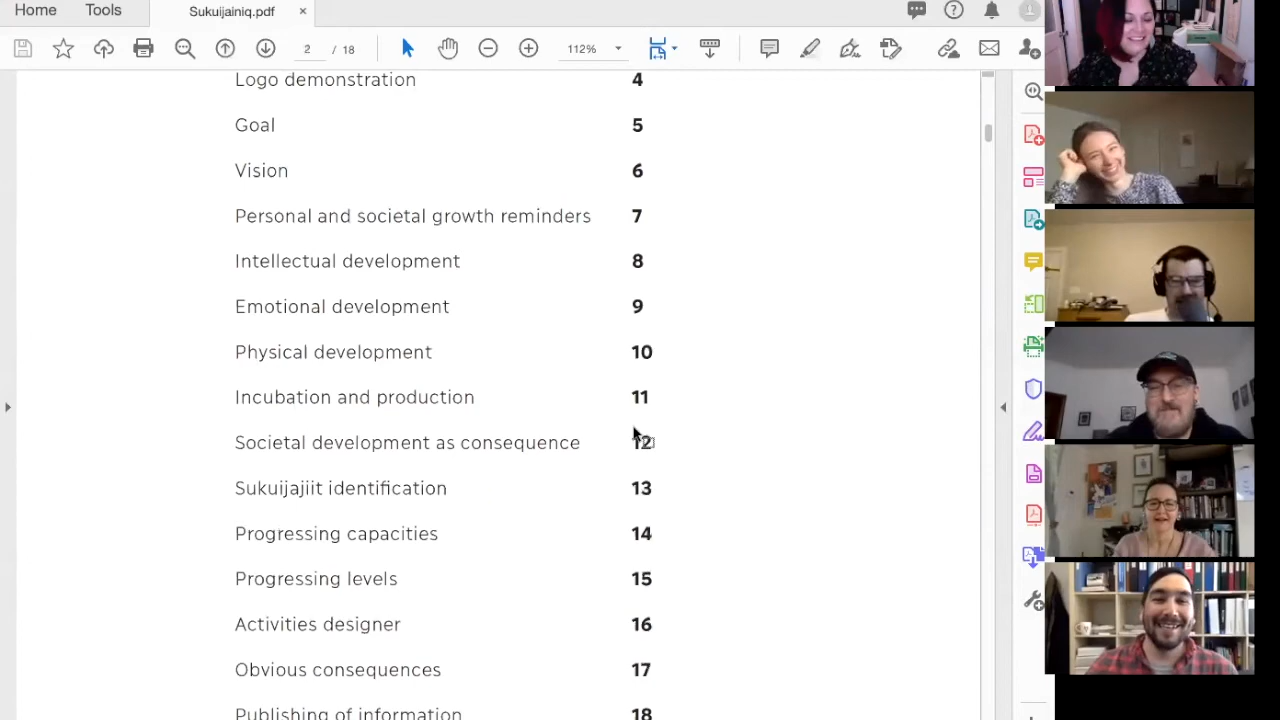 Home Tools Sukuijainiq.pdf ×
2 / 18 112%
Logo demonstration 4
Goal 5
Vision 6
Personal and societal growth reminders 7
Intellectual development 8
Emotional development 9
Physical development 10
Incubation and production 11
Societal development as consequence 12
Sukuijajiit identification 13
Progressing capacities 14
Progressing levels 15
Activities designer 16
Obvious consequences 17
Publishing of information 18